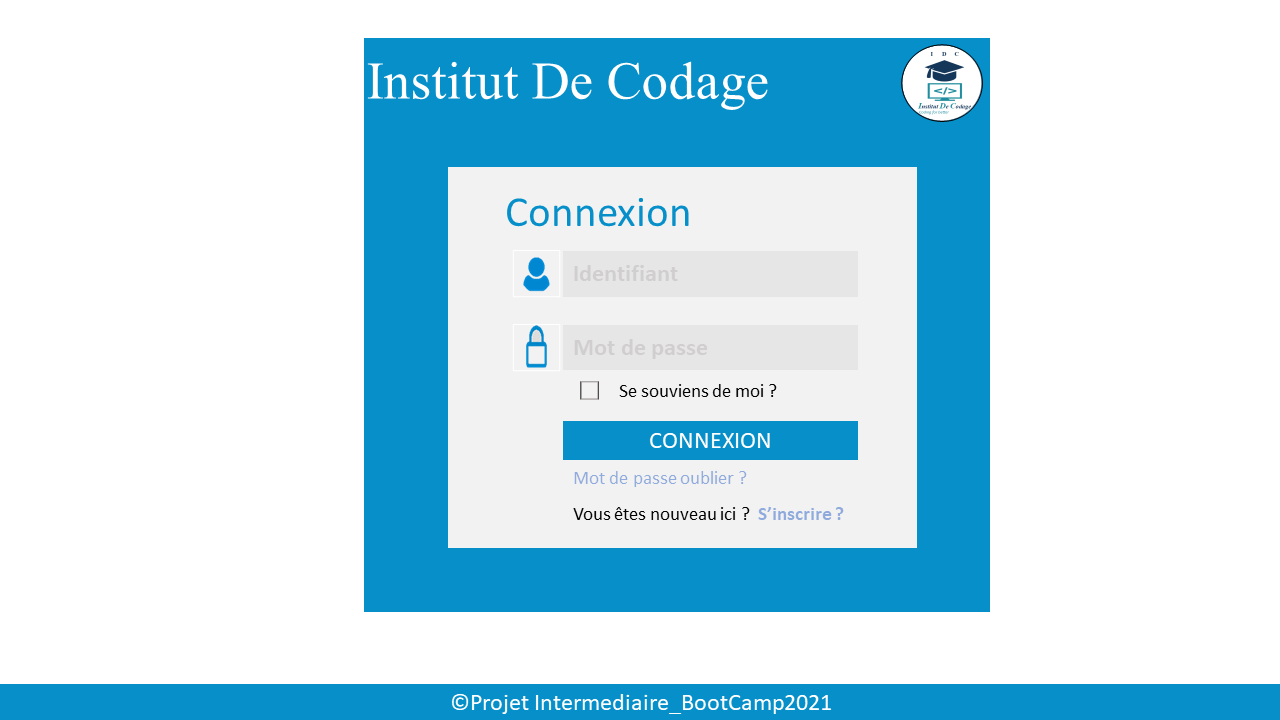 Institut De Codage
I D C
</>
Institut De Codage
Connexion
Identifiant
Mot de passe
Se souviens de moi ?
CONNEXION
Mot de passe oublier ?
Vous êtes nouveau ici ? S’inscrire ?
©Projet Intermediaire_BootCamp2021